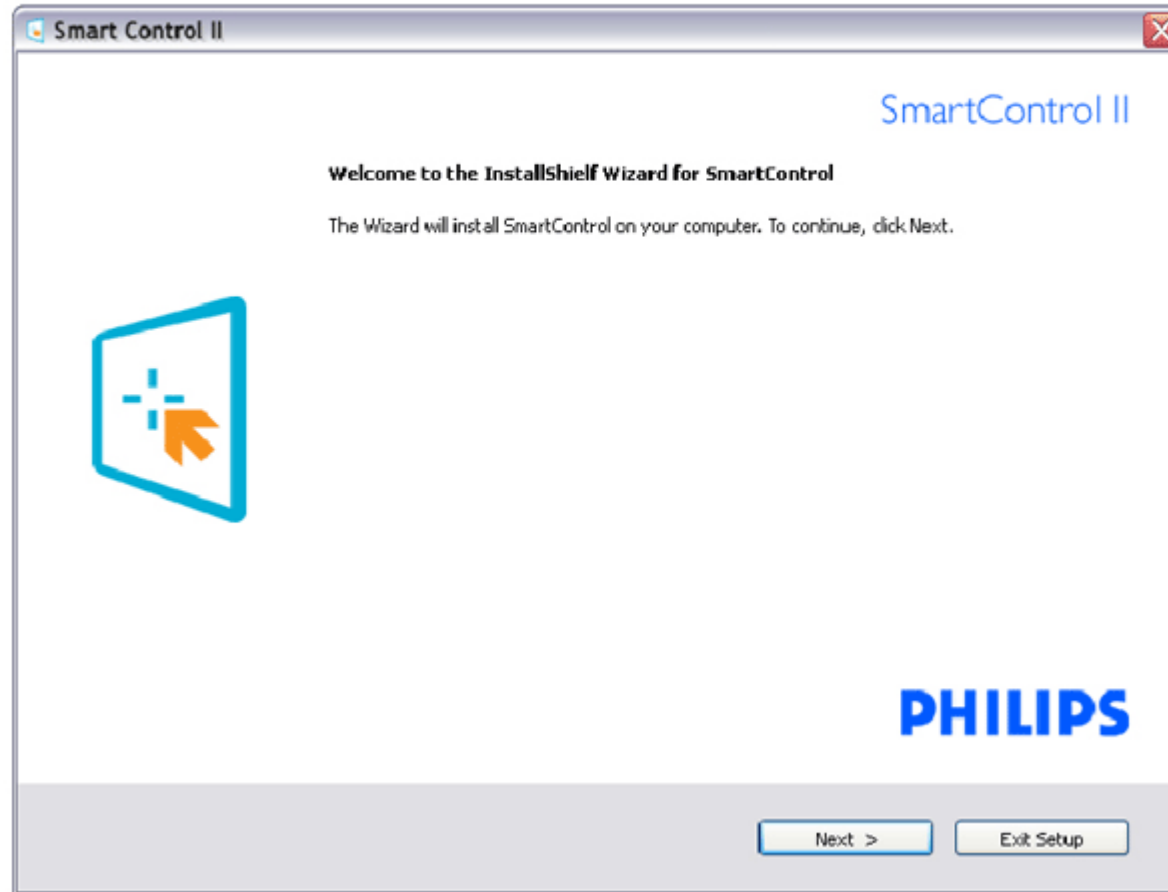 Smart Control II
SmartControl II
Welcome to the InstallShielf Wizard for SmartControl
The Wizard will install SmartControl on your computer. To continue, click Next.
PHILIPS
Next >
Exit Setup